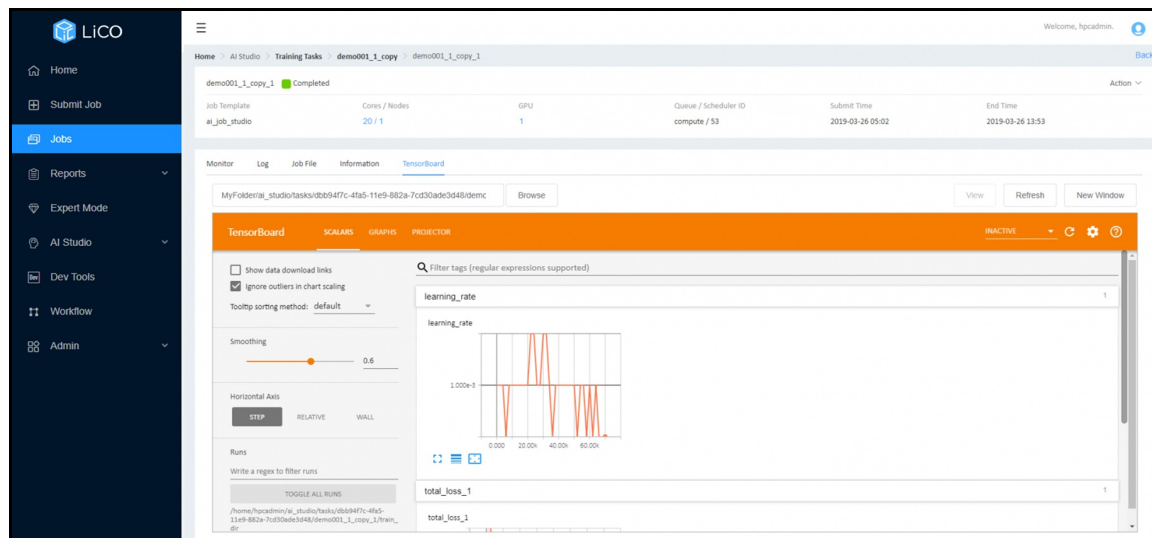 LiCO
Welcome, hpcadmin.
Home > AI Studio > Training Tasks > demo001_1_copy > demo001_1_copy_1
Back
Home
Submit Job
Jobs
Reports
Expert Mode
AI Studio
Dev Tools
Dev
Workflow
Admin
demo001_1_copy_1 Completed
Action
Job Template Cores / Nodes GPU Queue / Scheduler ID Submit Time End Time
ai_job_studio 20 / 1 1 compute / 53 2019-03-26 05:02 2019-03-26 13:53
Monitor Log Job File Information TensorBoard
MyFolder/ai_studio/tasks/dbb94f7c-4fa5-11e9-882a-7cd30ade3d48/demc Browse View Refresh New Window
TensorBoard SCALARS GRAPHS PROJECTOR INACTIVE
Show data download links
Ignore outliers in chart scaling
Tooltip sorting method: default
Smoothing
0.6
Horizontal Axis
STEP RELATIVE WALL
Runs
Write a regex to filter runs
TOGGLE ALL RUNS
/home/hpcadmin/ai_studio/tasks/dbb94f7c-4fa5-
11e9-882a-7cd30ade3d48/demo001_1_copy_1/train_
dir
Filter tags (regular expressions supported)
learning_rate 1
learning_rate
1.000e-3
0.000 20.00k 40.00k 60.00k
total_loss_1 1
total_loss_1